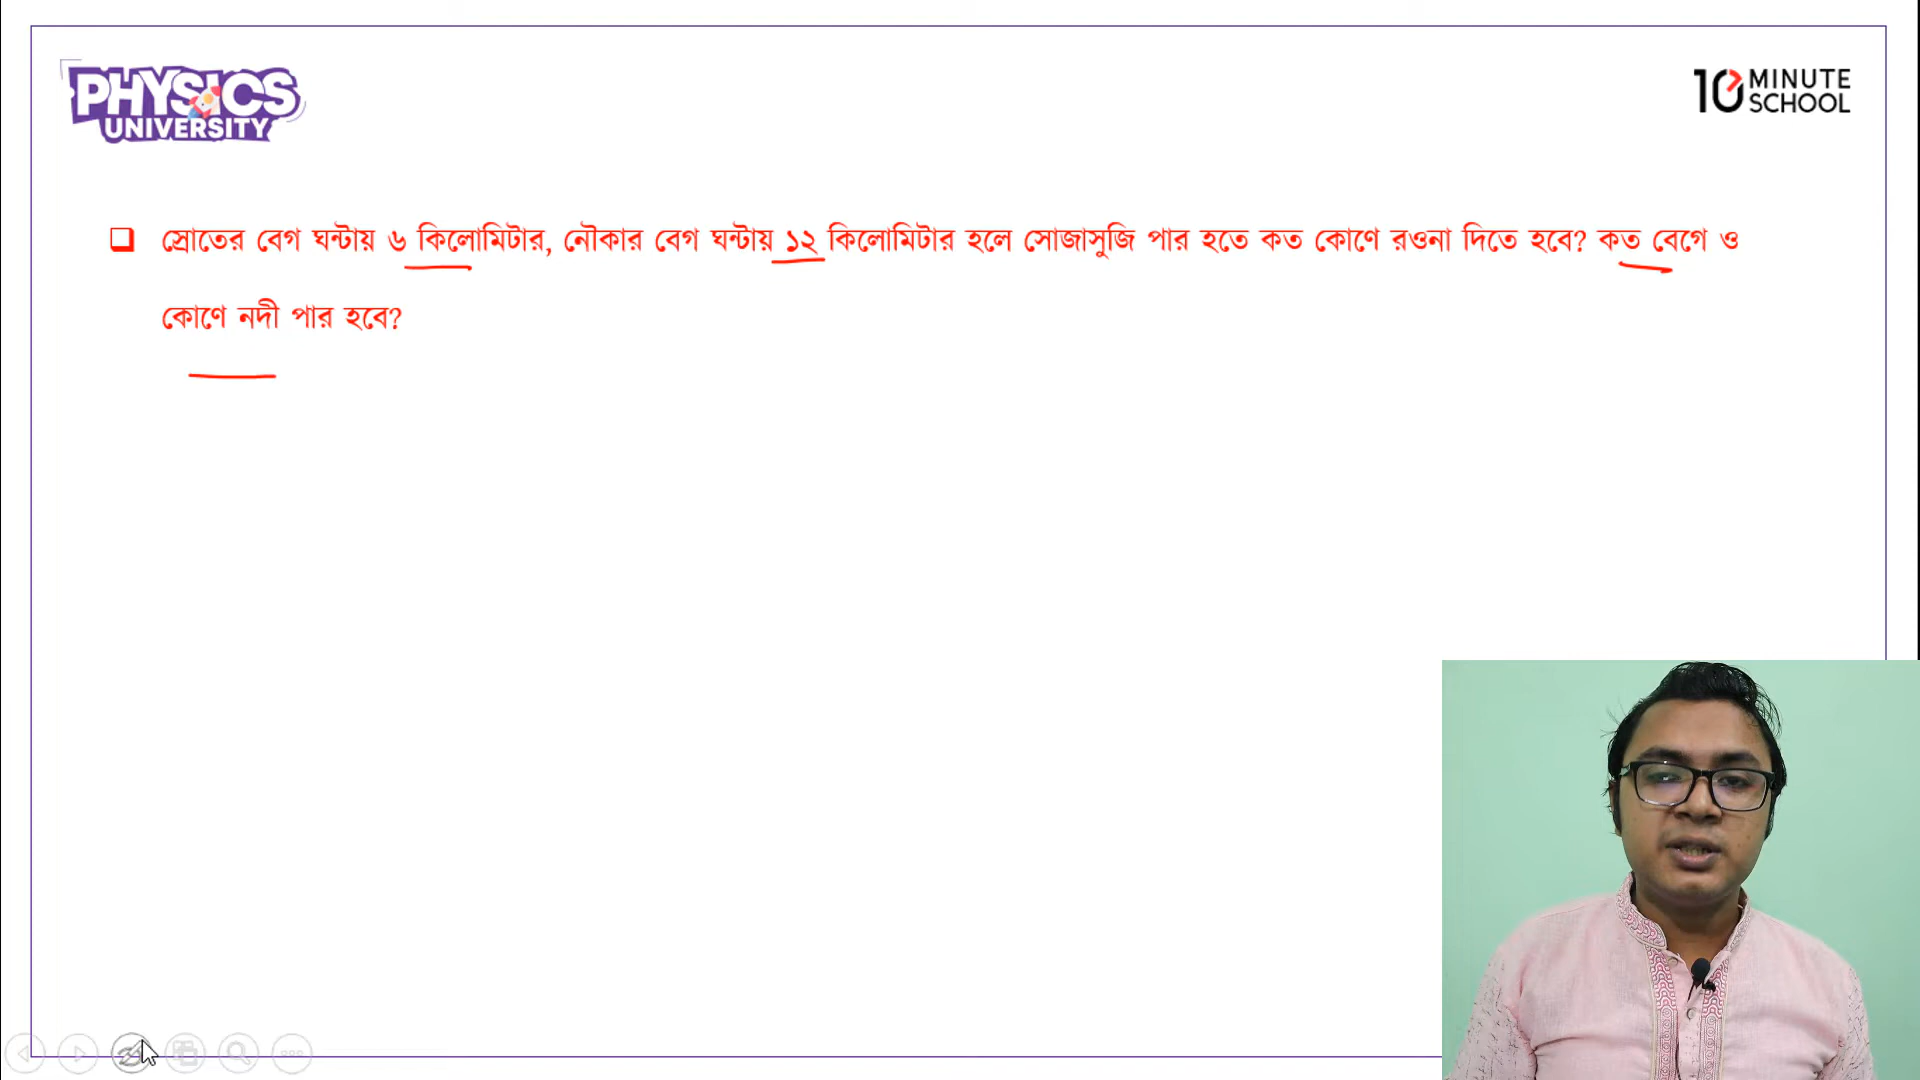 PHYSICS
UNIVERSITY
10 MINUTE
SCHOOL
স্রোতের বেগ ঘন্টায় ৬ কিলোমিটার, নৌকার বেগ ঘন্টায় ১২ কিলোমিটার হলে সোজাসুজি পার হতে কত কোণে রওনা দিতে হবে? কত বেগে ও
কোণে নদী পার হবে?